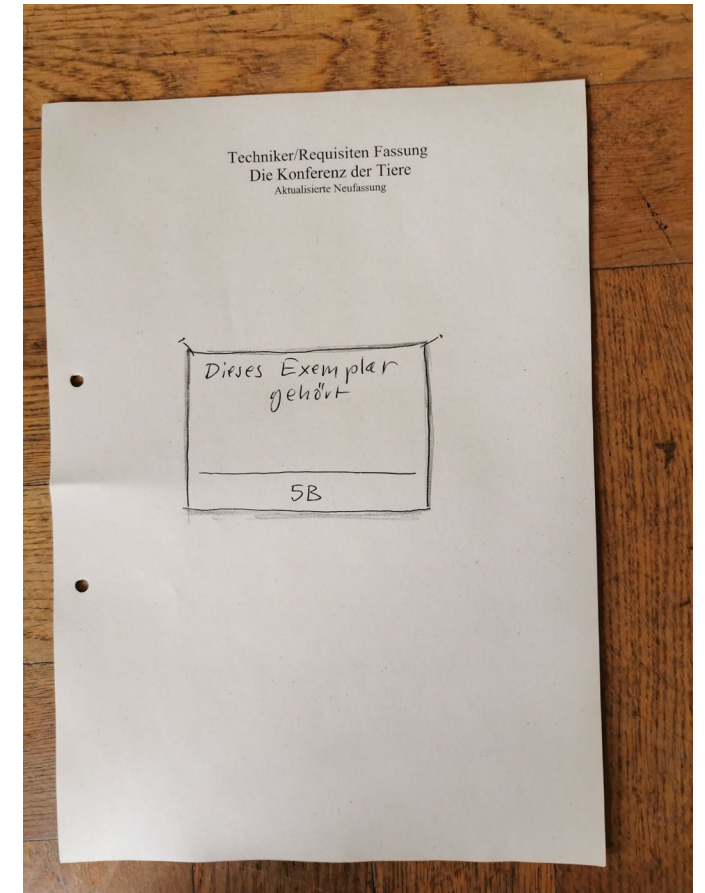 Techniker/Requisiten Fassung
Die Konferenz der Tiere
Aktualisierte Neufassung
Dieses Exemplar
gehört
5B